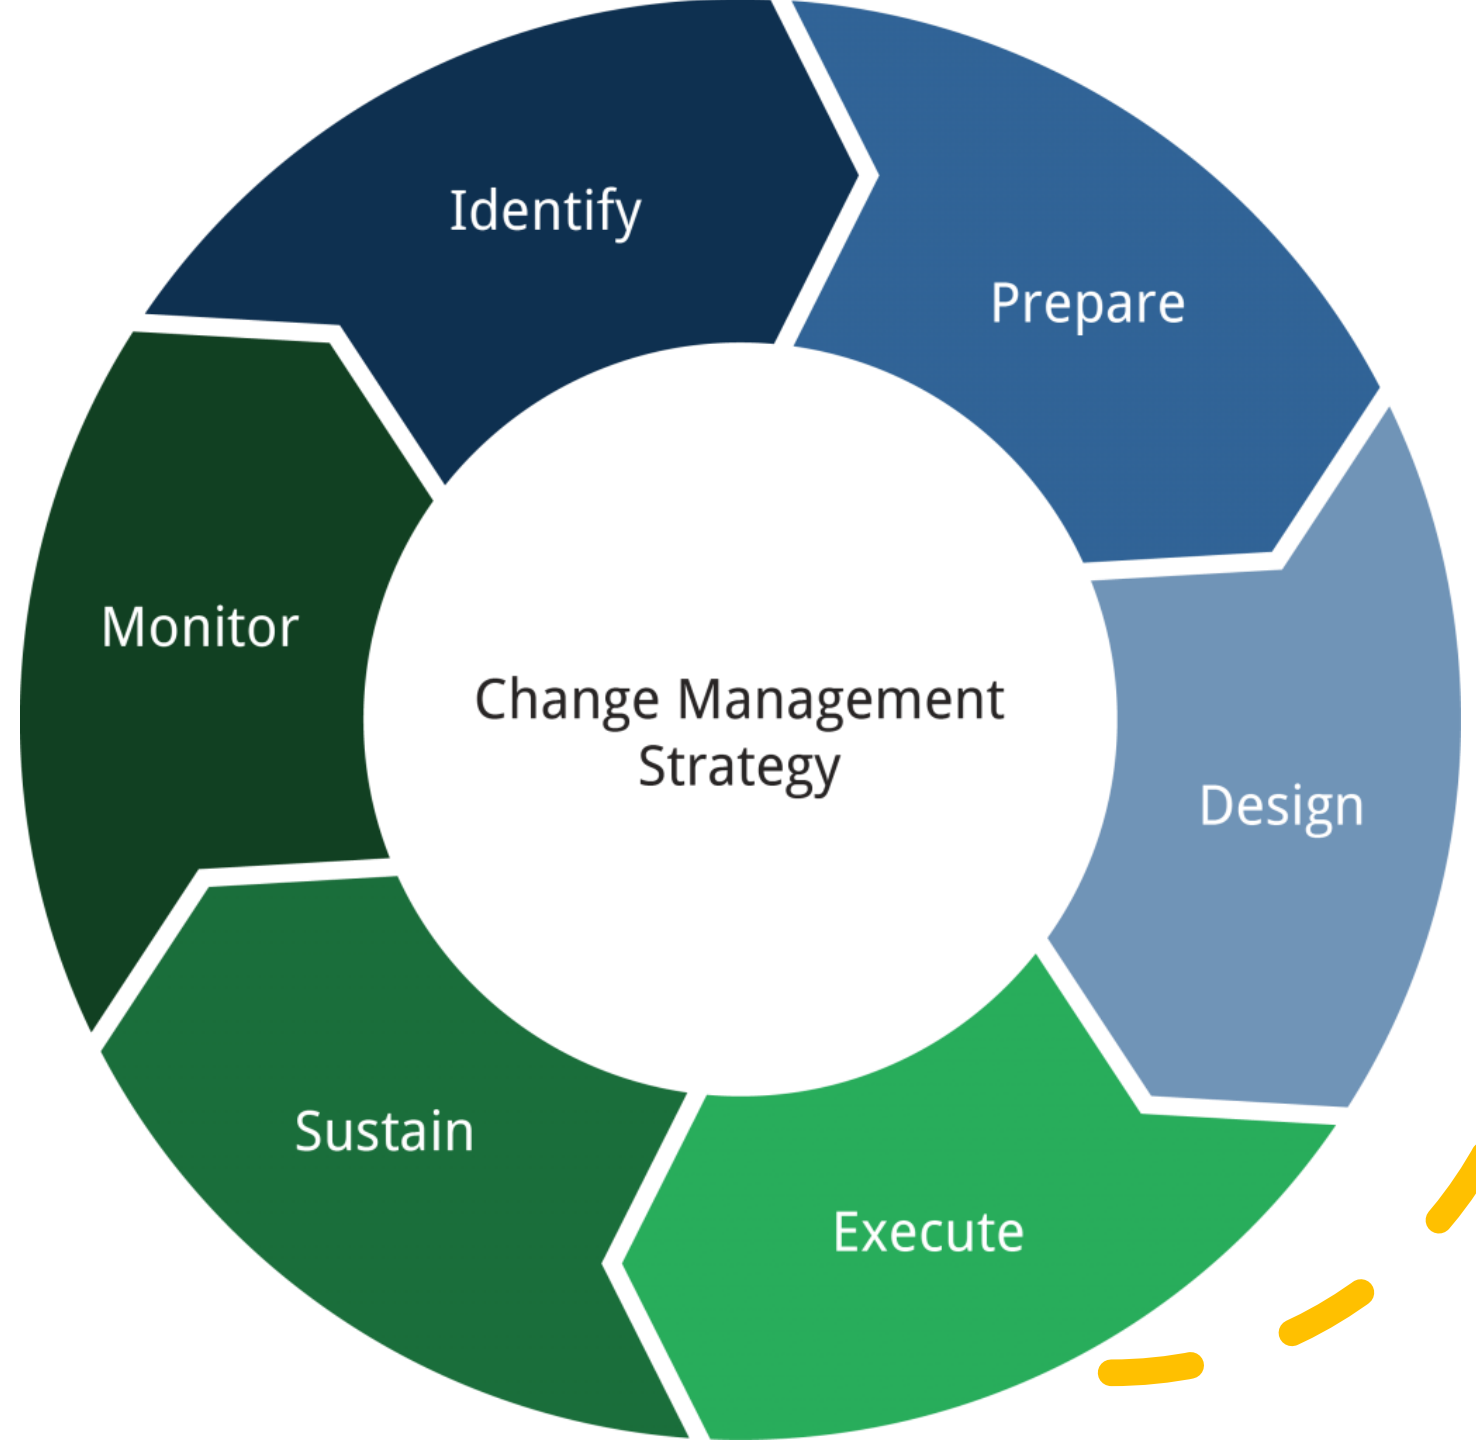 Identify
Prepare
Design
Execute
Sustain
Monitor
Change Management
Strategy